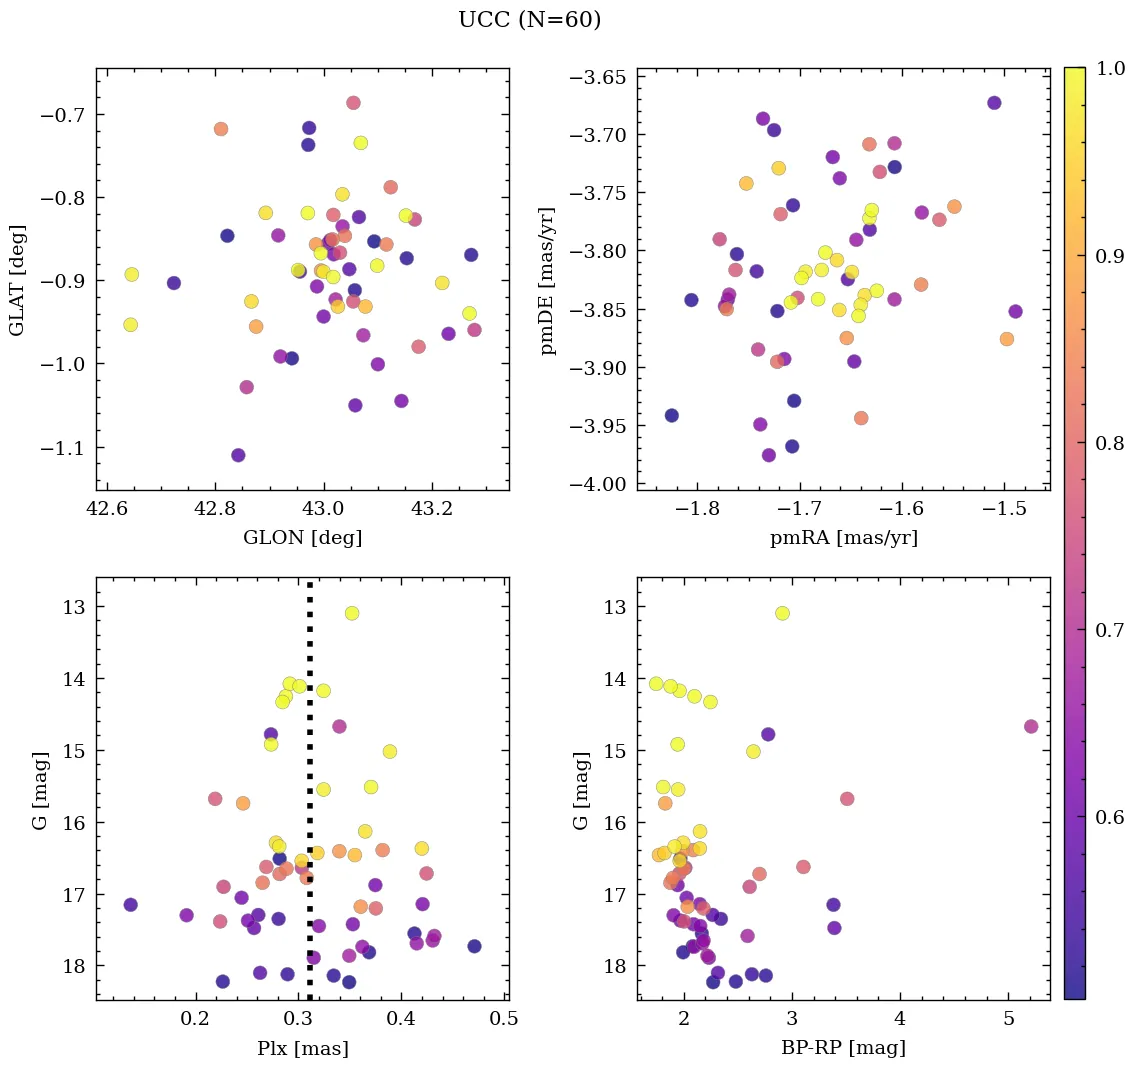 UCC (N=60)
−0.7
−0.8
−0.9
−1.0
−1.1
GLAT [deg]
42.6 42.8 43.0 43.2
GLON [deg]
−3.65
−3.70
−3.75
−3.80
−3.85
−3.90
−3.95
−4.00
pmDE [mas/yr]
−1.8 −1.7 −1.6 −1.5
pmRA [mas/yr]
1.0
0.9
0.8
0.7
0.6
13
14
15
16
17
18
G [mag]
0.2 0.3 0.4 0.5
Plx [mas]
13
14
15
16
17
18
G [mag]
2 3 4 5
BP-RP [mag]